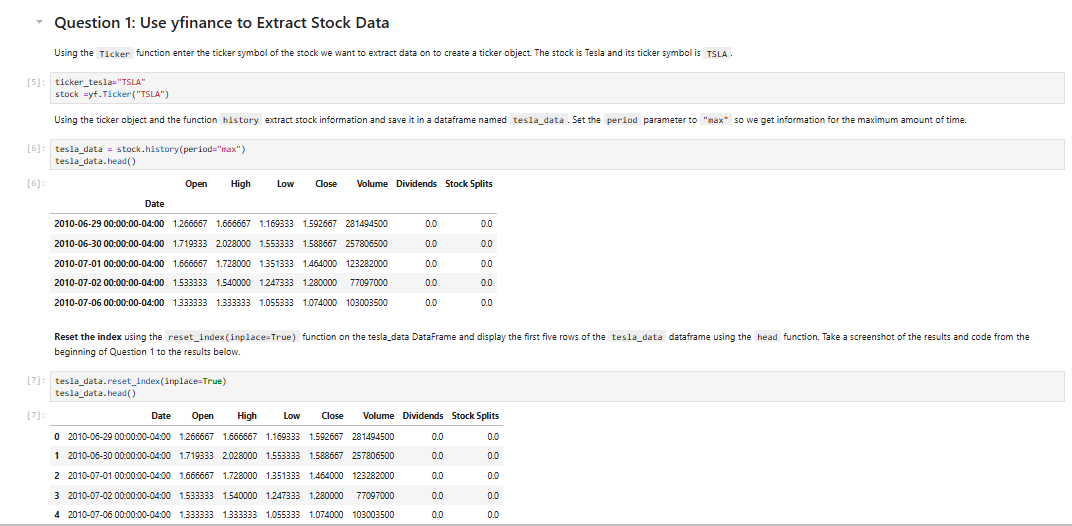 Question 1: Use yfinance to Extract Stock Data
Using the Ticker function enter the ticker symbol of the stock we want to extract data on to create a ticker object. The stock is Tesla and its ticker symbol is TSLA .
[5]: ticker_tesla="TSLA"
stock =yf.Ticker("TSLA")
Using the ticker object and the function history extract stock information and save it in a dataframe named tesla_data . Set the period parameter to "max" so we get information for the maximum amount of time.
[6]: tesla_data = stock.history(period="max")
tesla_data.head()
[6]: Open High Low Close Volume Dividends Stock Splits
Date
2010-06-29 00:00:00-04:00 1.266667 1.666667 1.169333 1.592667 281494500 0.0 0.0
2010-06-30 00:00:00-04:00 1.719333 2.028000 1.553333 1.588667 257806500 0.0 0.0
2010-07-01 00:00:00-04:00 1.666667 1.728000 1.351333 1.464000 123282000 0.0 0.0
2010-07-02 00:00:00-04:00 1.533333 1.540000 1.247333 1.280000 77097000 0.0 0.0
2010-07-06 00:00:00-04:00 1.333333 1.333333 1.055333 1.074000 103003500 0.0 0.0
Reset the index using the reset_index(inplace=True) function on the tesla_data DataFrame and display the first five rows of the tesla_data dataframe using the head function. Take a screenshot of the results and code from the
beginning of Question 1 to the results below.
[7]: tesla_data.reset_index(inplace=True)
tesla_data.head()
[7]: Date Open High Low Close Volume Dividends Stock Splits
0 2010-06-29 00:00:00-04:00 1.266667 1.666667 1.169333 1.592667 281494500 0.0 0.0
1 2010-06-30 00:00:00-04:00 1.719333 2.028000 1.553333 1.588667 257806500 0.0 0.0
2 2010-07-01 00:00:00-04:00 1.666667 1.728000 1.351333 1.464000 123282000 0.0 0.0
3 2010-07-02 00:00:00-04:00 1.533333 1.540000 1.247333 1.280000 77097000 0.0 0.0
4 2010-07-06 00:00:00-04:00 1.333333 1.333333 1.055333 1.074000 103003500 0.0 0.0